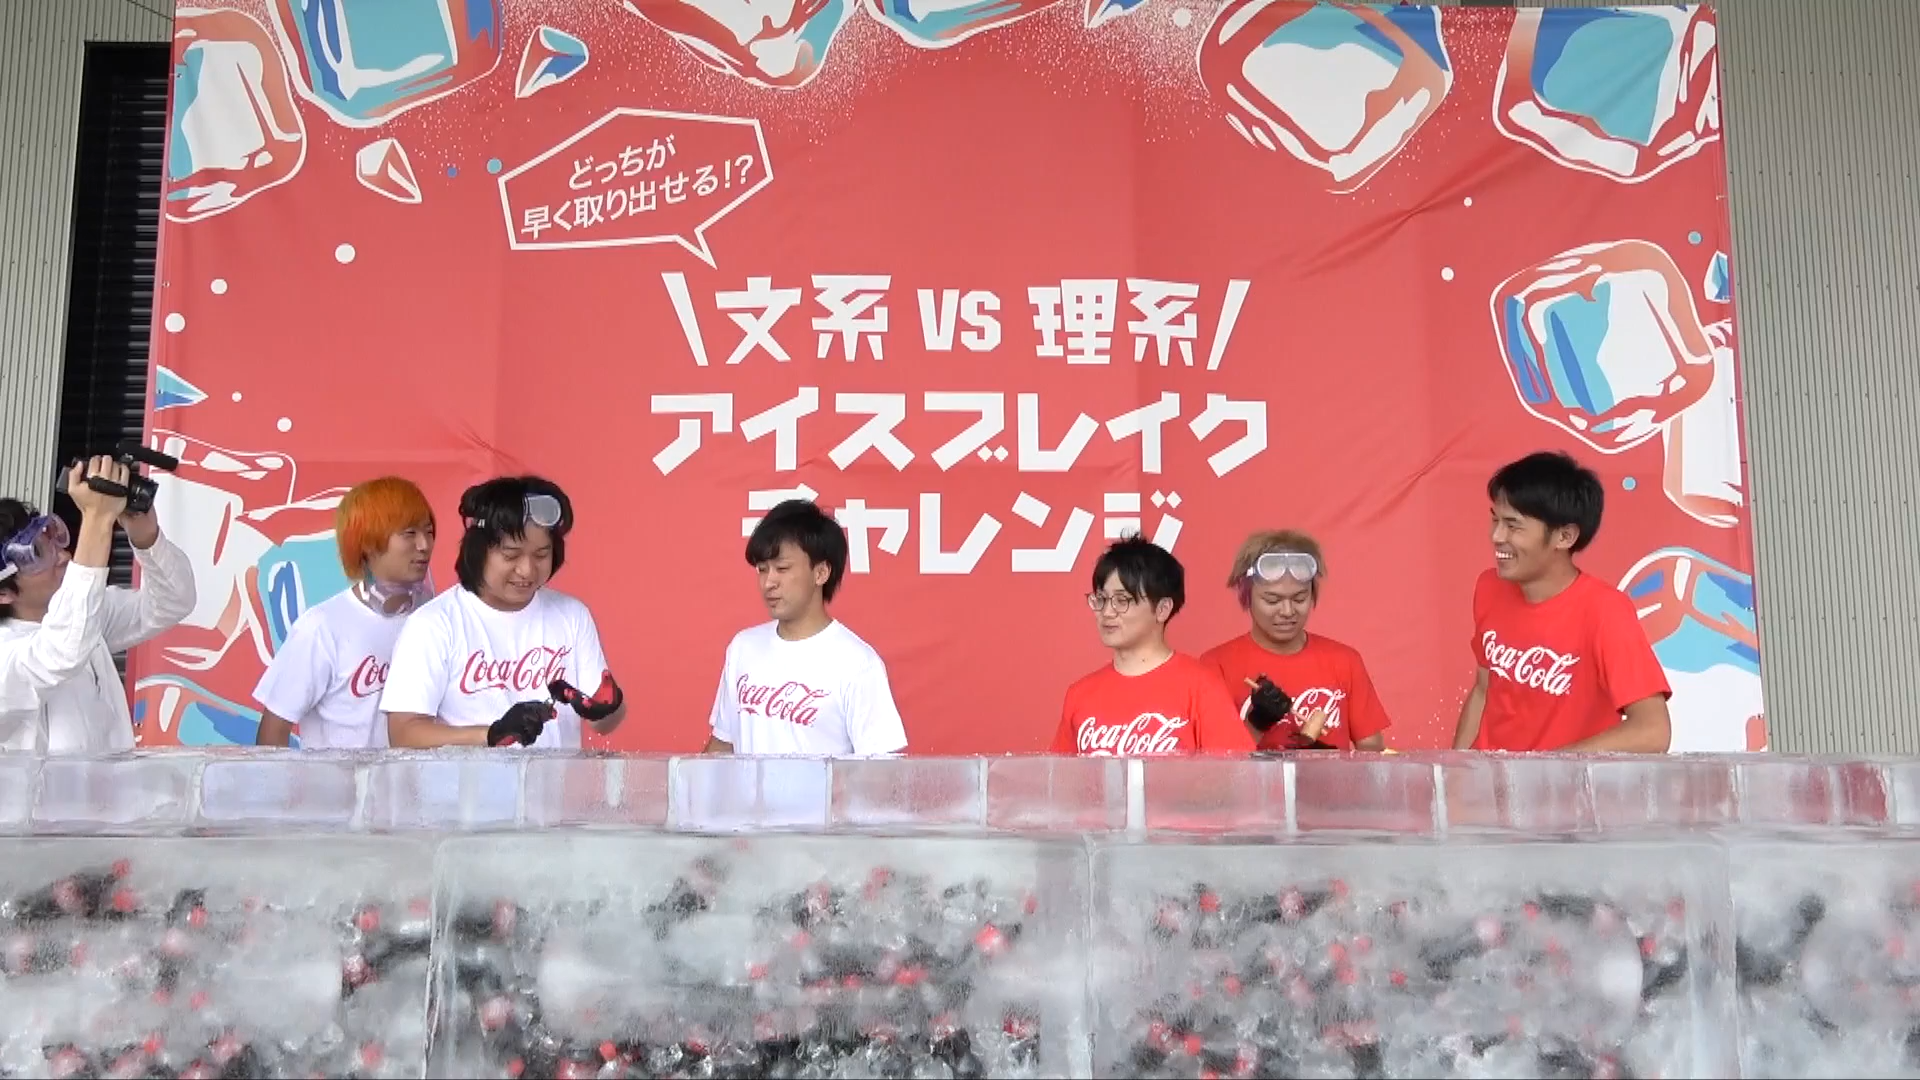 どっちが
早く取り出せる!?
\文系 VS 理系/
アイスブレイク
チャレンジ
Coca-Cola
Coca-Cola
Coca-Cola
Coca-Cola
Coca-Cola